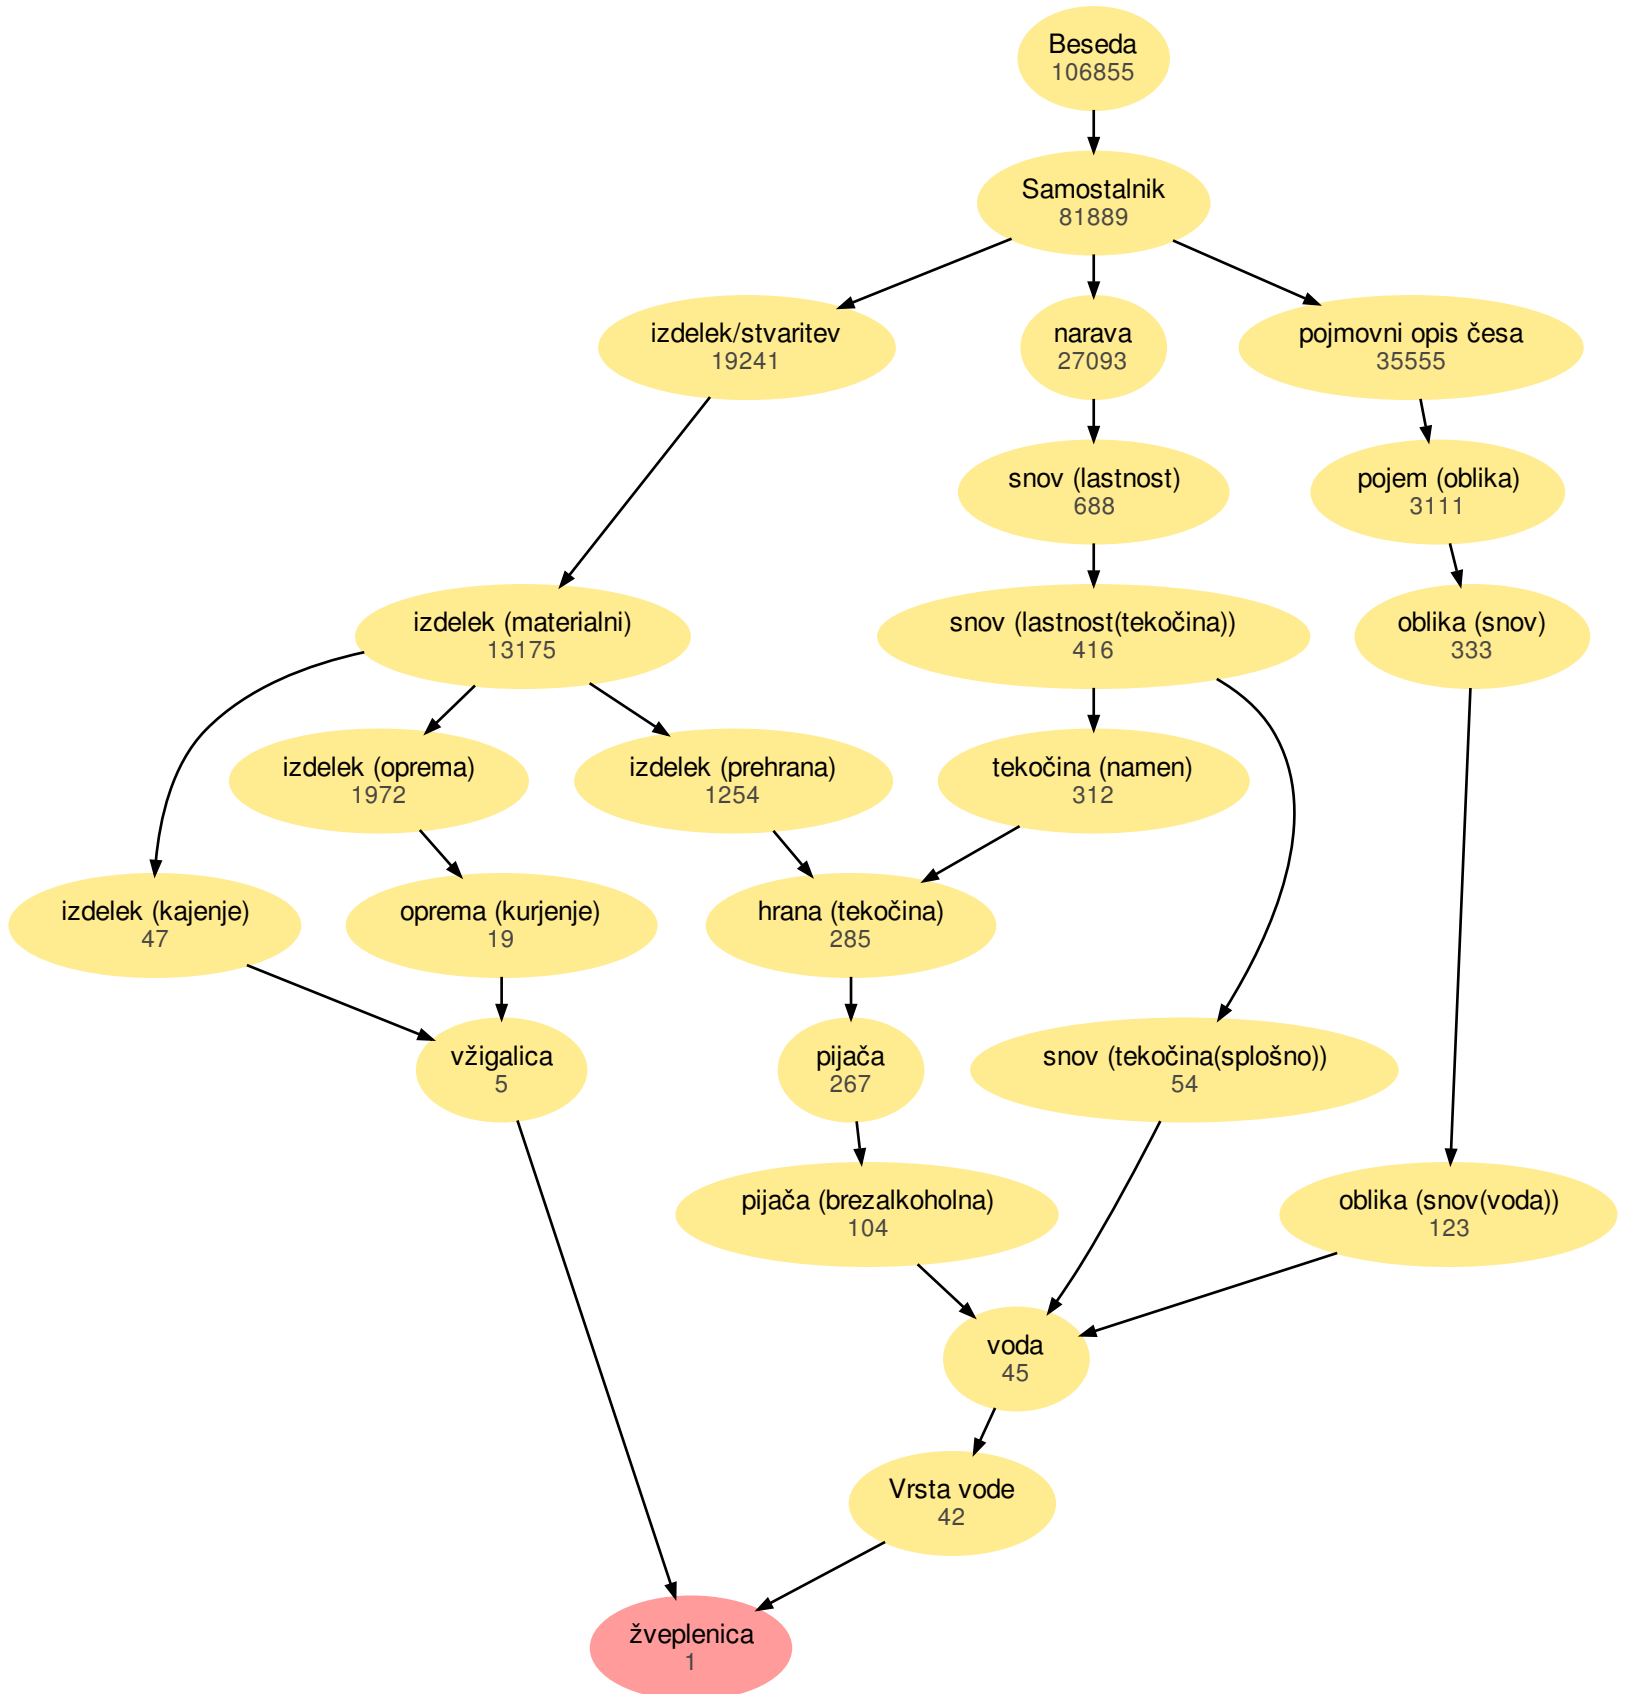 Beseda
106855
Samostalnik
81889
izdelek/stvaritev
19241
narava
27093
pojmovni opis česa
35555
snov (lastnost)
688
pojem (oblika)
3111
izdelek (materialni)
13175
snov (lastnost(tekočina))
416
oblika (snov)
333
izdelek (oprema)
1972
izdelek (prehrana)
1254
tekočina (namen)
312
izdelek (kajenje)
47
oprema (kurjenje)
19
hrana (tekočina)
285
vžigalica
5
pijača
267
snov (tekočina(splošno))
54
pijača (brezalkoholna)
104
oblika (snov(voda))
123
voda
45
Vrsta vode
42
žveplenica
1